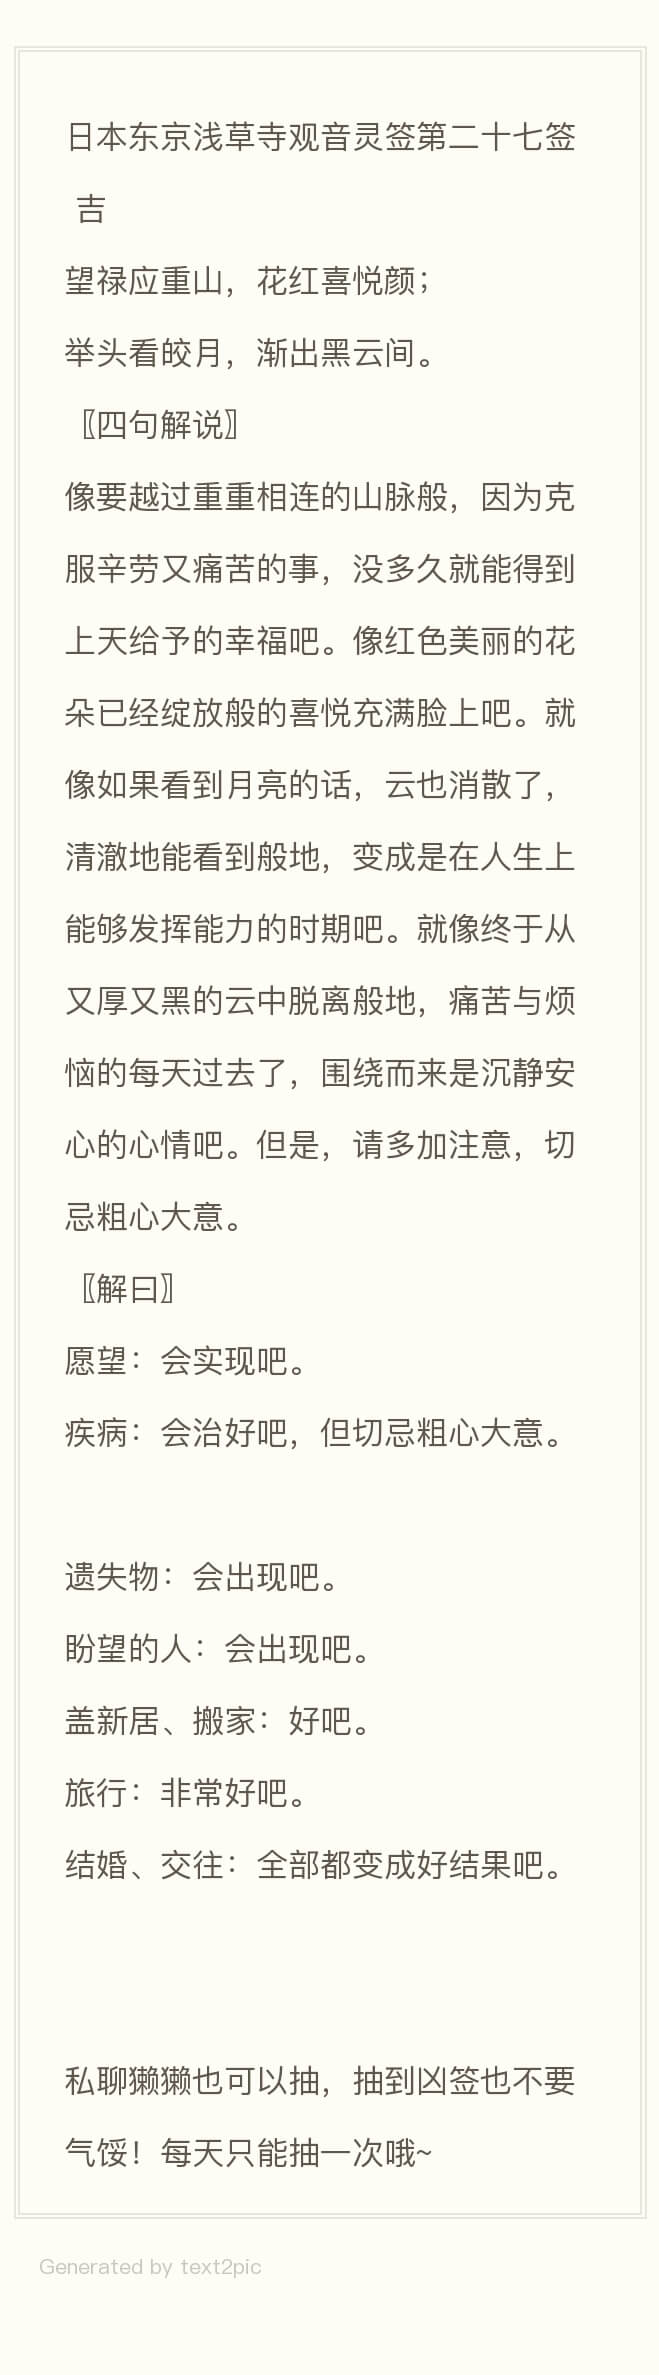 日本东京浅草寺观音灵签第二十七签
吉
望禄应重山，花红喜悦颜；
举头看皎月，渐出黑云间。
〖四句解说〗
像要越过重重相连的山脉般，因为克
服辛劳又痛苦的事，没多久就能得到
上天给予的幸福吧。像红色美丽的花
朵已经绽放般的喜悦充满脸上吧。就
像如果看到月亮的话，云也消散了，
清澈地能看到般地，变成是在人生上
能够发挥能力的时期吧。就像终于从
又厚又黑的云中脱离般地，痛苦与烦
恼的每天过去了，围绕而来是沉静安
心的心情吧。但是，请多加注意，切
忌粗心大意。
〖解曰〗
愿望：会实现吧。
疾病：会治好吧，但切忌粗心大意。
遗失物：会出现吧。
盼望的人：会出现吧。
盖新居、搬家：好吧。
旅行：非常好吧。
结婚、交往：全部都变成好结果吧。
私聊獭獭也可以抽，抽到凶签也不要
气馁！每天只能抽一次哦~
Generated by text2pic